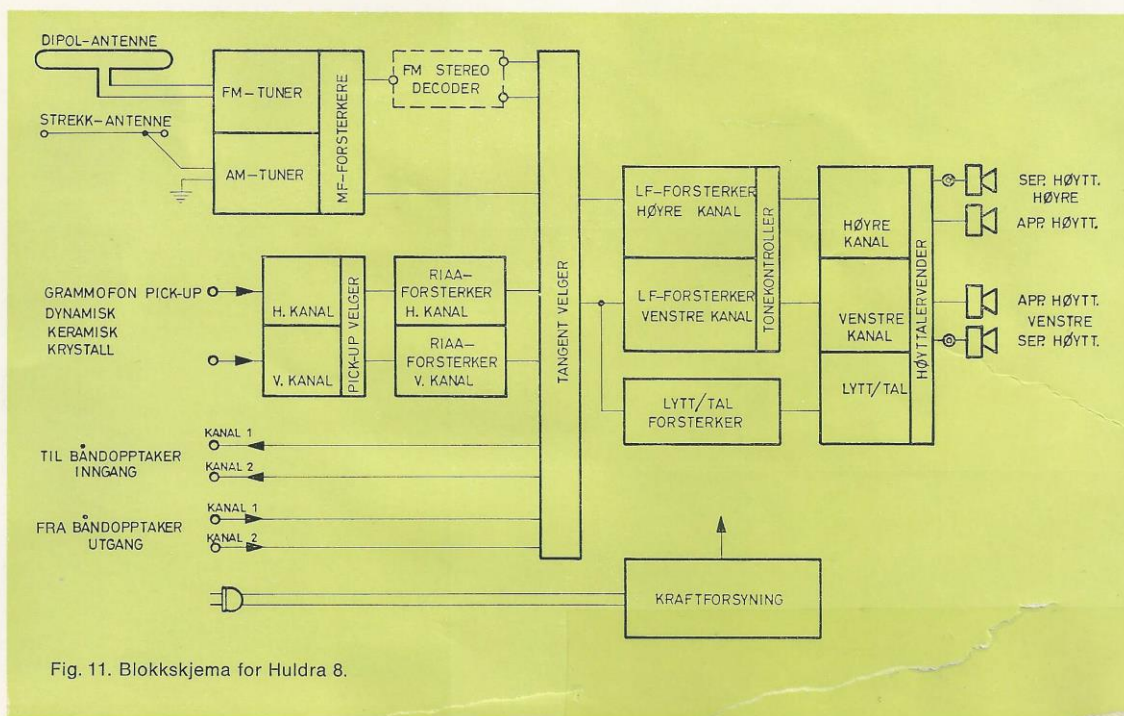 DIPOL-ANTENNE
STREKK-ANTENNE
FM-TUNER
AM-TUNER
MF-FORSTERKERE
FM STEREO
DECODER
GRAMMOFON PICK-UP
DYNAMISK
KERAMISK
KRYSTALL
H. KANAL
V. KANAL
PICK-UP VELGER
RIAA-
FORSTERKER
H. KANAL
RIAA-
FORSTERKER
V. KANAL
TIL BÅNDOPPTAKER
INNGANG
KANAL 1
KANAL 2
FRA BÅNDOPPTAKER
UTGANG
KANAL 1
KANAL 2
TANGENT VELGER
LF-FORSTERKER
HØYRE KANAL
LF-FORSTERKER
VENSTRE KANAL
TONEKONTROLLER
LYTT/TAL
FORSTERKER
HØYRE
KANAL
VENSTRE
KANAL
LYTT/TAL
HØYTTALERVENDER
SEP. HØYTT.
HØYRE
APP. HØYTT.
APP. HØYTT.
VENSTRE
SEP. HØYTT.
KRAFTFORSYNING
Fig. 11. Blokkskjema for Huldra 8.